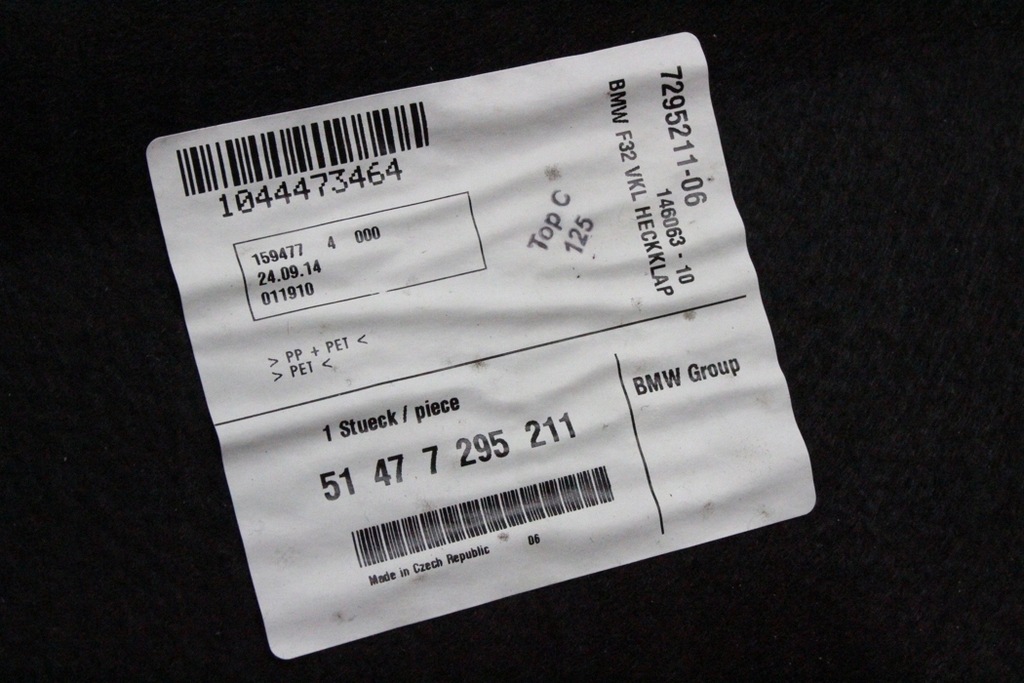 1044473464
159477 4 000
24.09.14
011910
> PP + PET <
> PET <
Top C
125
7295211-06
146063 - 10
BMW F32 VKL HECKKLAP
1 Stueck / piece
51 47 7 295 211
Made in Czech Republic 06
BMW Group